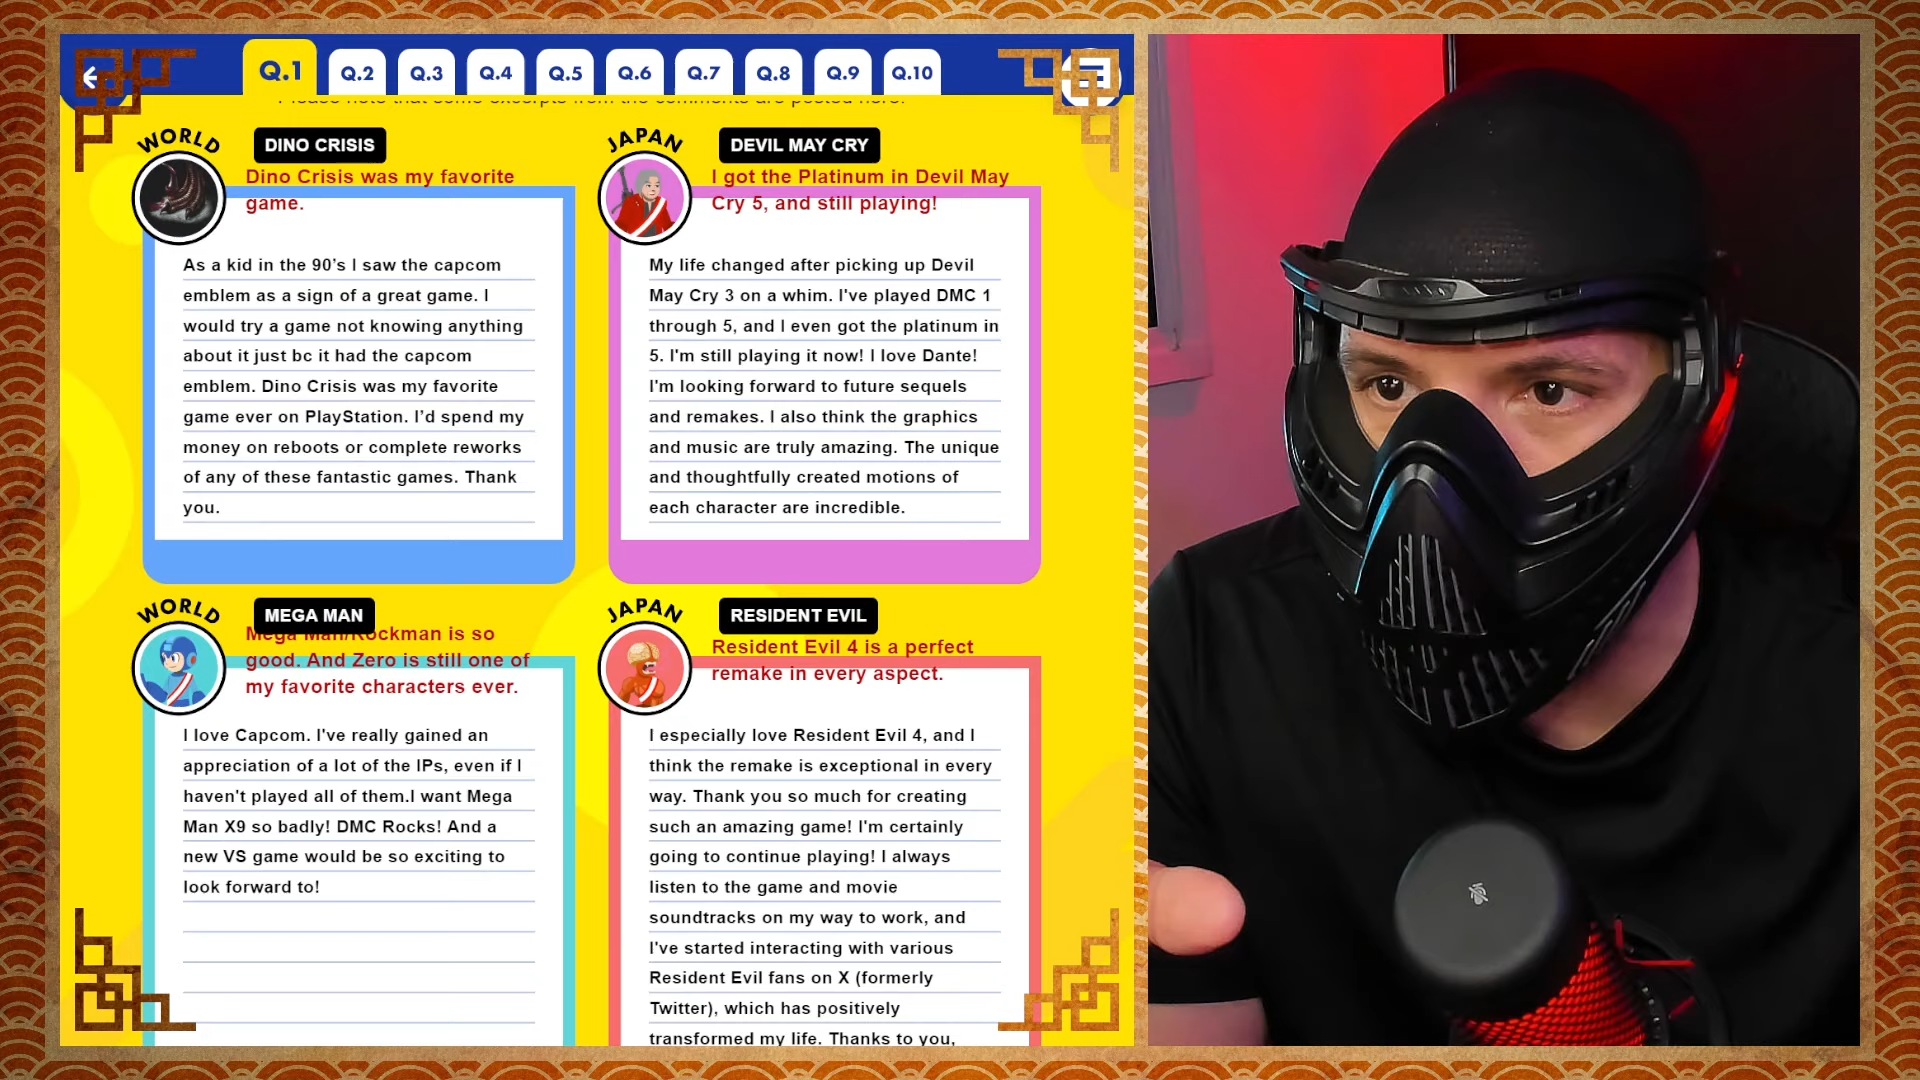 Q.1
Q.2
Q.3
Q.4
Q.5
Q.6
Q.7
Q.8
Q.9
Q.10
Please note that some excerpts from the comments are posted here.
WORLD
DINO CRISIS
Dino Crisis was my favorite
game.
As a kid in the 90’s I saw the capcom
emblem as a sign of a great game. I
would try a game not knowing anything
about it just bc it had the capcom
emblem. Dino Crisis was my favorite
game ever on PlayStation. I’d spend my
money on reboots or complete reworks
of any of these fantastic games. Thank
you.
JAPAN
DEVIL MAY CRY
I got the Platinum in Devil May
Cry 5, and still playing!
My life changed after picking up Devil
May Cry 3 on a whim. I've played DMC 1
through 5, and I even got the platinum in
5. I'm still playing it now! I love Dante!
I'm looking forward to future sequels
and remakes. I also think the graphics
and music are truly amazing. The unique
and thoughtfully created motions of
each character are incredible.
WORLD
MEGA MAN
Mega Man/Rockman is so
good. And Zero is still one of
my favorite characters ever.
I love Capcom. I've really gained an
appreciation of a lot of the IPs, even if I
haven't played all of them.I want Mega
Man X9 so badly! DMC Rocks! And a
new VS game would be so exciting to
look forward to!
JAPAN
RESIDENT EVIL
Resident Evil 4 is a perfect
remake in every aspect.
I especially love Resident Evil 4, and I
think the remake is exceptional in every
way. Thank you so much for creating
such an amazing game! I'm certainly
going to continue playing! I always
listen to the game and movie
soundtracks on my way to work, and
I've started interacting with various
Resident Evil fans on X (formerly
Twitter), which has positively
transformed my life. Thanks to you,